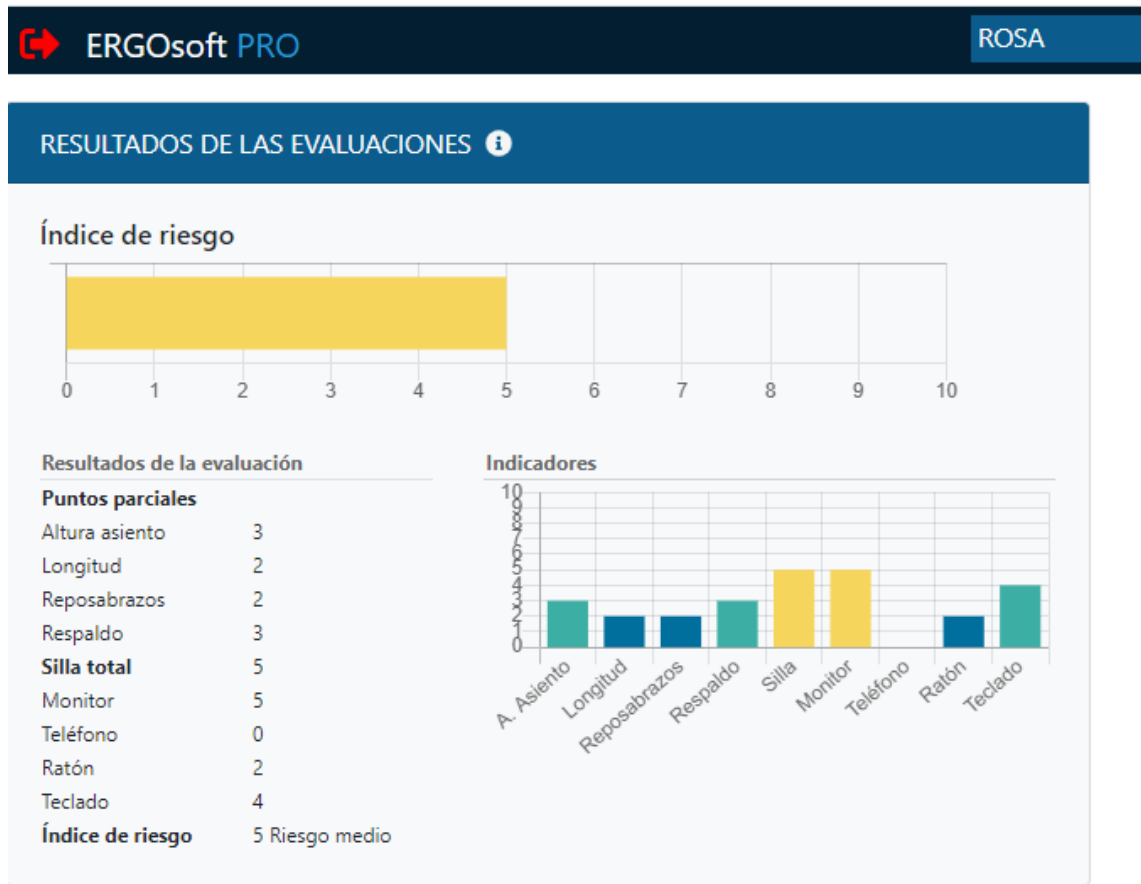 ERGOsoft PRO
ROSA
RESULTADOS DE LAS EVALUACIONES
Índice de riesgo
0 1 2 3 4 5 6 7 8 9 10
Resultados de la evaluación
Puntos parciales
Altura asiento 3
Longitud 2
Reposabrazos 2
Respaldo 3
Silla total 5
Monitor 5
Teléfono 0
Ratón 2
Teclado 4
Índice de riesgo 5 Riesgo medio
Indicadores
10
9
8
7
6
5
4
3
2
1
0
A. Asiento Longitud Reposabrazos Respaldo Silla Monitor Teléfono Ratón Teclado